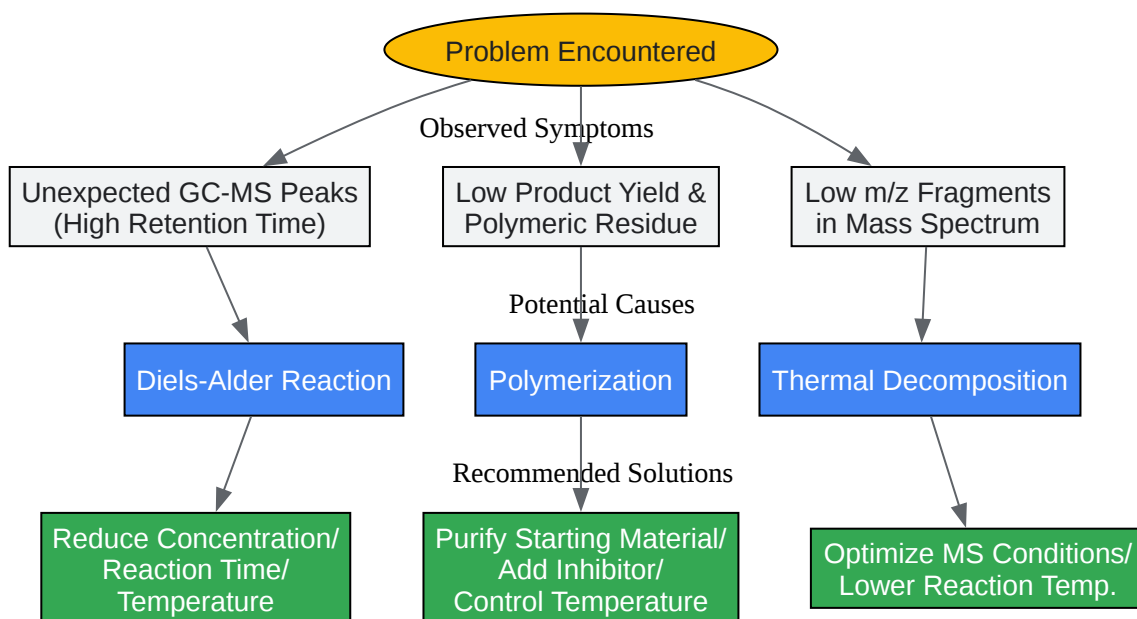 Problem Encountered
Observed Symptoms
Unexpected GC-MS Peaks
(High Retention Time)
Low Product Yield &
Polymeric Residue
Low m/z Fragments
in Mass Spectrum
Potential Causes
Diels-Alder Reaction
Polymerization
Thermal Decomposition
Recommended Solutions
Reduce Concentration/
Reaction Time/
Temperature
Purify Starting Material/
Add Inhibitor/
Control Temperature
Optimize MS Conditions/
Lower Reaction Temp.